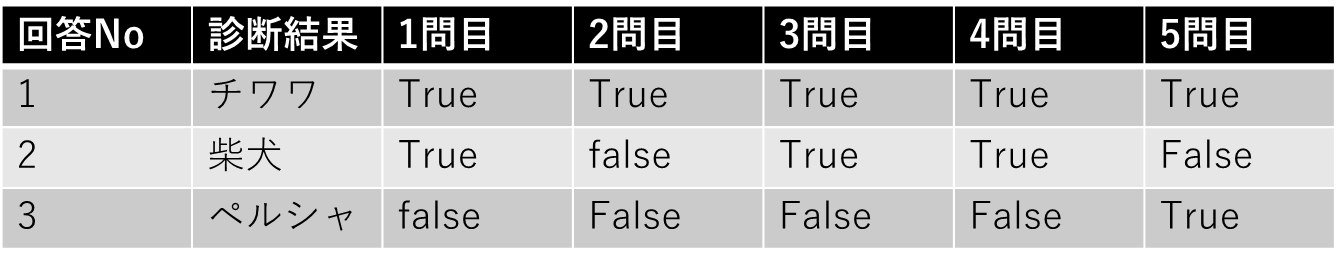 回答No 診断結果 1問目 2問目 3問目 4問目 5問目
1 チワワ True True True True True
2 柴犬 True false True True False
3 ペルシャ false False False False True